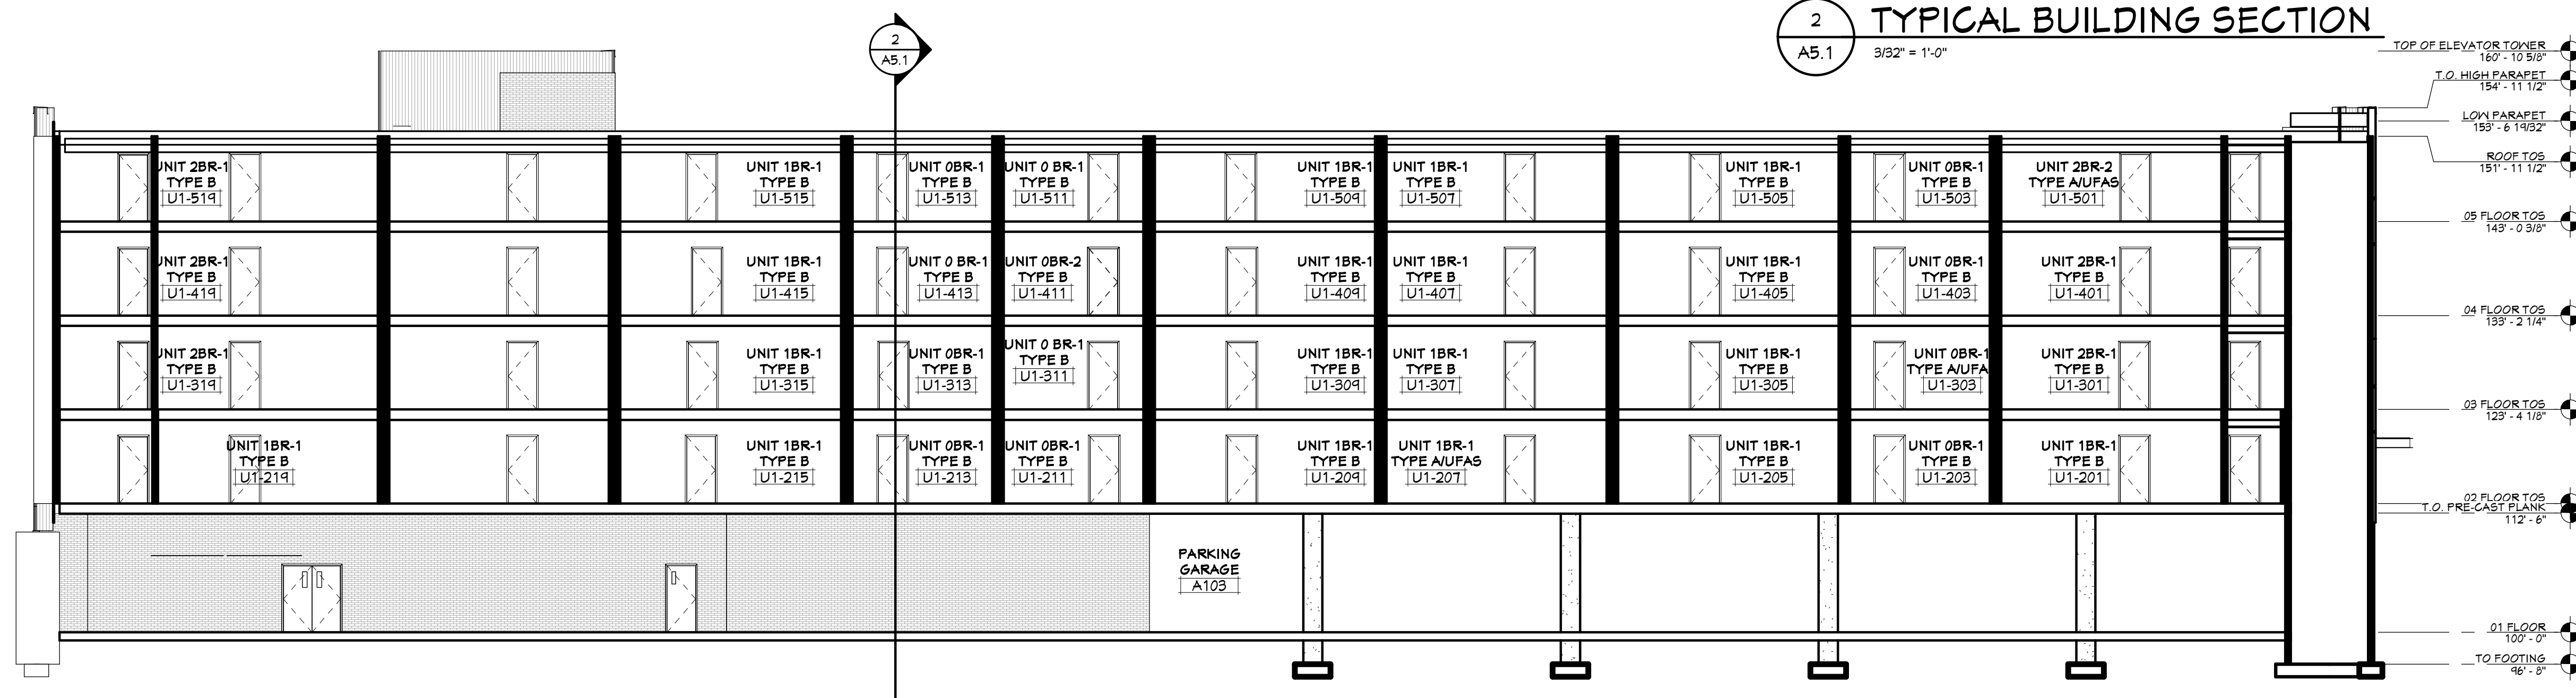 2
A5.1
2
A5.1
TYPICAL BUILDING SECTION
3/32" = 1'-0"
TOP OF ELEVATOR TOWER
160' - 10 5/8"
T.O. HIGH PARAPET
154' - 11 1/2"
LOW PARAPET
153' - 6 19/32"
ROOF TOS
151' - 11 1/2"
05 FLOOR TOS
143' - 0 3/8"
04 FLOOR TOS
133' - 2 1/4"
03 FLOOR TOS
123' - 4 1/8"
02 FLOOR TOS
T.O. PRE-CAST PLANK
112' - 6"
01 FLOOR
100' - 0"
TO FOOTING
96' - 8"
UNIT 2BR-1
TYPE B
U1-519
UNIT 1BR-1
TYPE B
U1-515
UNIT 0BR-1
TYPE B
U1-513
UNIT 0 BR-1
TYPE B
U1-511
UNIT 1BR-1
TYPE B
U1-509
UNIT 1BR-1
TYPE B
U1-507
UNIT 1BR-1
TYPE B
U1-505
UNIT 0BR-1
TYPE B
U1-503
UNIT 2BR-2
TYPE A/UFAS
U1-501
UNIT 2BR-1
TYPE B
U1-419
UNIT 1BR-1
TYPE B
U1-415
UNIT 0 BR-1
TYPE B
U1-413
UNIT 0BR-2
TYPE B
U1-411
UNIT 1BR-1
TYPE B
U1-409
UNIT 1BR-1
TYPE B
U1-407
UNIT 1BR-1
TYPE B
U1-405
UNIT 0BR-1
TYPE B
U1-403
UNIT 2BR-1
TYPE B
U1-401
UNIT 2BR-1
TYPE B
U1-319
UNIT 1BR-1
TYPE B
U1-315
UNIT 0BR-1
TYPE B
U1-313
UNIT 0 BR-1
TYPE B
U1-311
UNIT 1BR-1
TYPE B
U1-309
UNIT 1BR-1
TYPE B
U1-307
UNIT 1BR-1
TYPE B
U1-305
UNIT 0BR-1
TYPE A/UFA
U1-303
UNIT 2BR-1
TYPE B
U1-301
UNIT 1BR-1
TYPE B
U1-219
UNIT 1BR-1
TYPE B
U1-215
UNIT 0BR-1
TYPE B
U1-213
UNIT 0BR-1
TYPE B
U1-211
UNIT 1BR-1
TYPE B
U1-209
UNIT 1BR-1
TYPE A/UFAS
U1-207
UNIT 1BR-1
TYPE B
U1-205
UNIT 0BR-1
TYPE B
U1-203
UNIT 1BR-1
TYPE B
U1-201
PARKING
GARAGE
A103